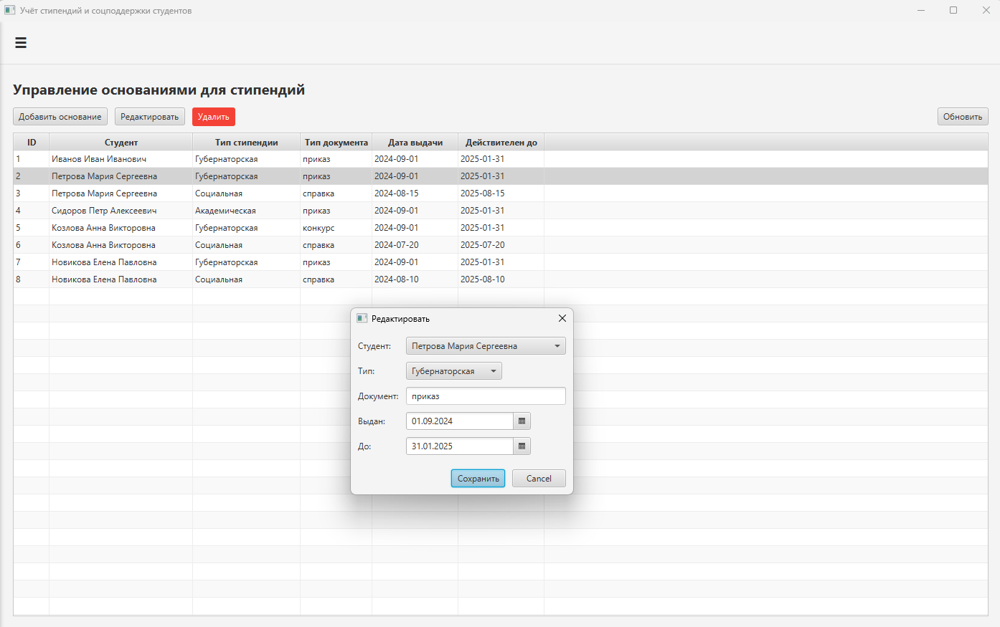 Учёт стипендий и соцподдержки студентов
Управление основаниями для стипендий
Добавить основание Редактировать Удалить Обновить
ID Студент Тип стипендии Тип документа Дата выдачи Действителен до
1 Иванов Иван Иванович Губернаторская приказ 2024-09-01 2025-01-31
2 Петрова Мария Сергеевна Губернаторская приказ 2024-09-01 2025-01-31
3 Петрова Мария Сергеевна Социальная справка 2024-08-15 2025-08-15
4 Сидоров Петр Алексеевич Академическая приказ 2024-09-01 2025-01-31
5 Козлова Анна Викторовна Губернаторская конкурс 2024-09-01 2025-01-31
6 Козлова Анна Викторовна Социальная справка 2024-07-20 2025-07-20
7 Новикова Елена Павловна Губернаторская приказ 2024-09-01 2025-01-31
8 Новикова Елена Павловна Социальная справка 2024-08-10 2025-08-10
Редактировать
Студент: Петрова Мария Сергеевна
Тип: Губернаторская
Документ: приказ
Выдан: 01.09.2024
До: 31.01.2025
Сохранить Cancel